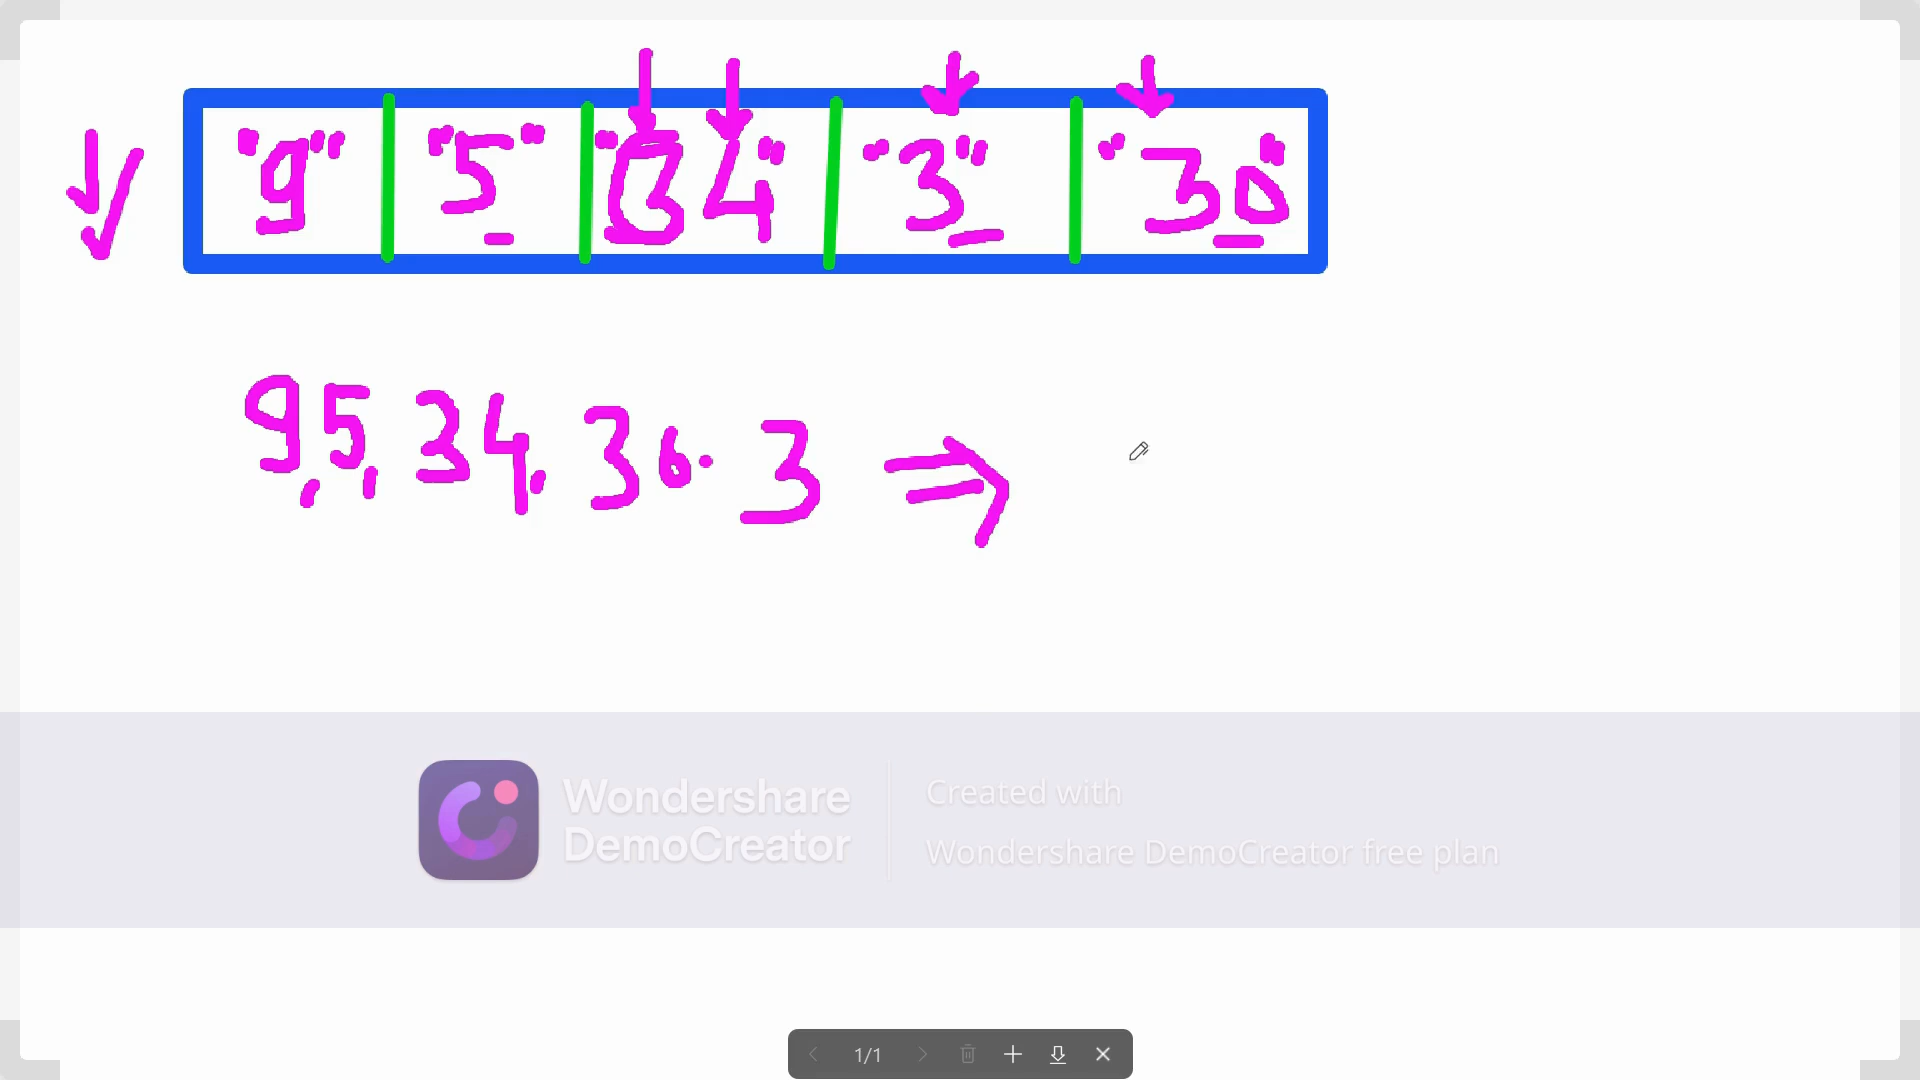 "9" "5" "34" "3" "30"
9, 5, 34, 36. 3 ⇒
Wondershare DemoCreator
Created with
Wondershare DemoCreator free plan
1/1